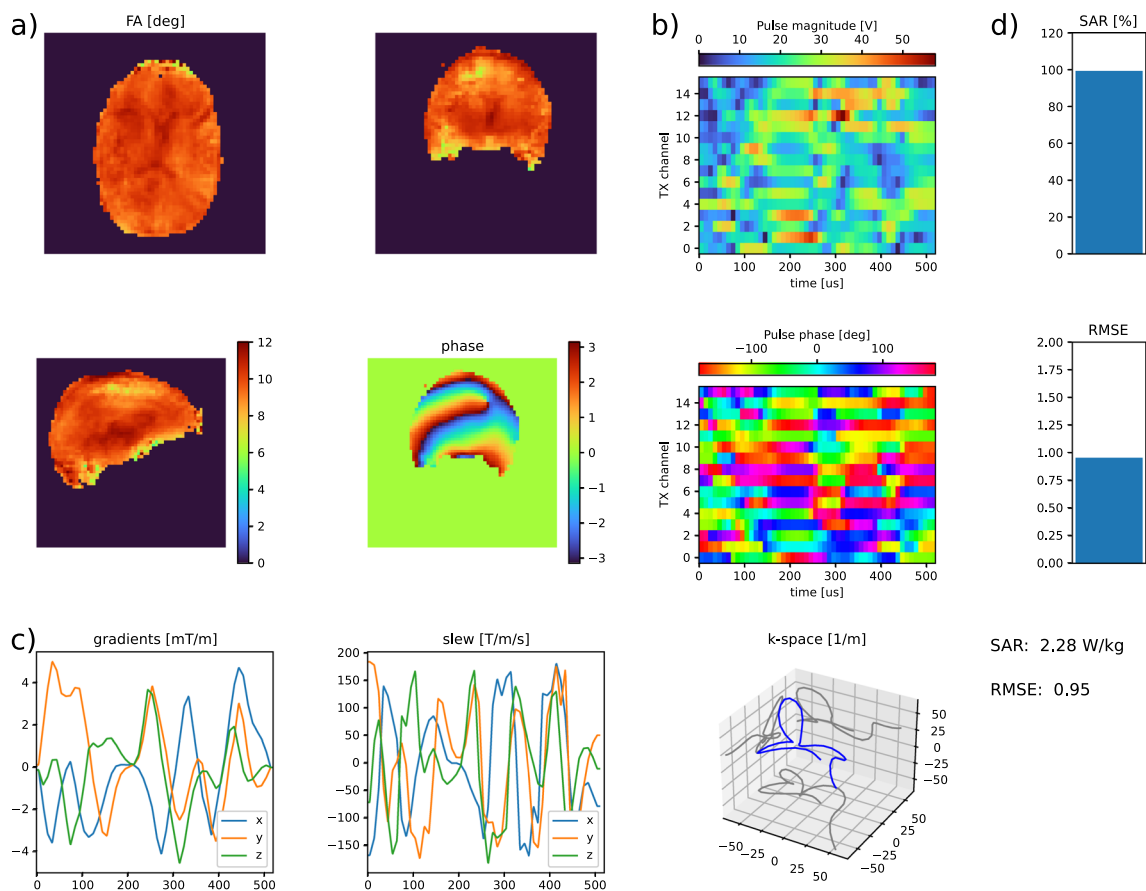 a)
FA [deg]
b)
Pulse magnitude [V]
0 10 20 30 40 50
14
12
10
8
6
4
2
0
TX channel
0 100 200 300 400 500
time [us]
d)
SAR [%]
120
100
80
60
40
20
0
12
10
8
6
4
2
0
phase
3
2
1
0
−1
−2
−3
Pulse phase [deg]
−100 0 100
14
12
10
8
6
4
2
0
TX channel
0 100 200 300 400 500
time [us]
RMSE
2.00
1.75
1.50
1.25
1.00
0.75
0.50
0.25
0.00
c)
gradients [mT/m]
4
2
0
−2
−4
x
y
z
0 100 200 300 400 500
slew [T/m/s]
200
150
100
50
0
−50
−100
−150
x
y
z
0 100 200 300 400 500
k-space [1/m]
50
25
0
−25
−50
−50
−25
0
25
50
−50
−25
0
25
50
SAR: 2.28 W/kg
RMSE: 0.95